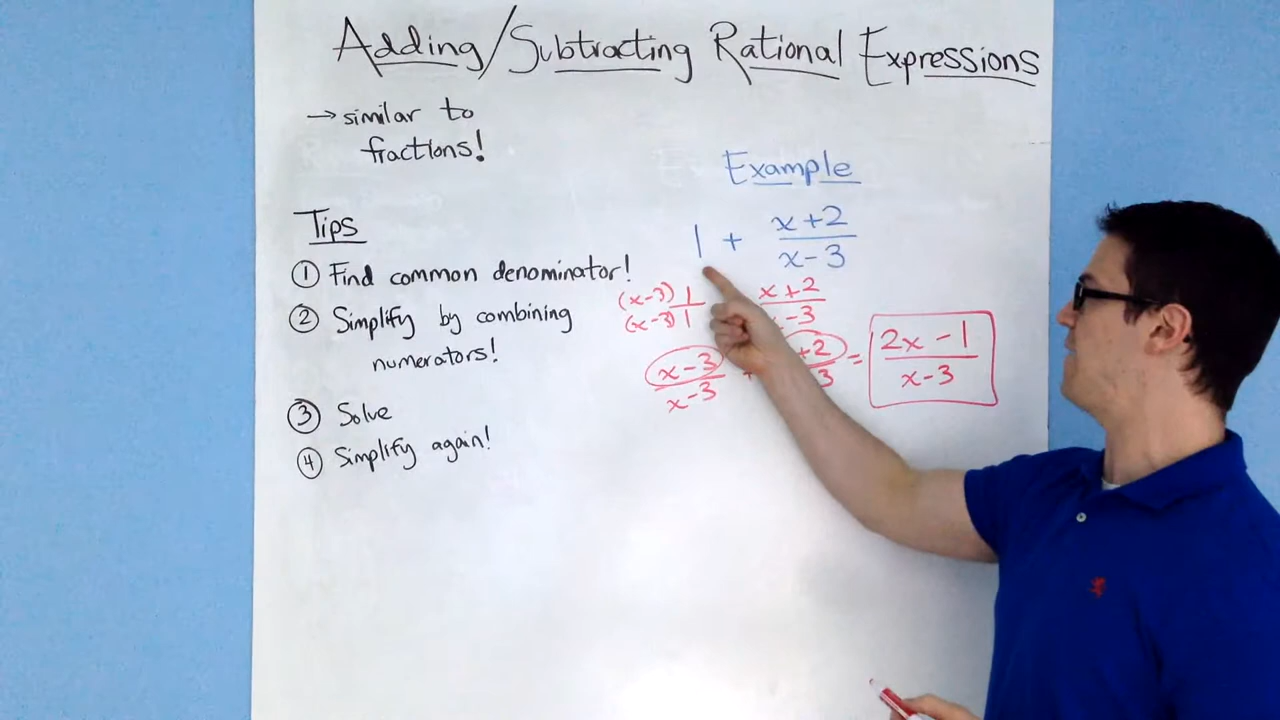 Adding/Subtracting Rational Expressions
→ similar to
fractions!
Example
1 + x+2
x-3
Tips
① Find common denominator!
② Simplify by combining
numerators!
③ Solve
④ Simplify again!
(x-3) 1 x+2
(x-3) 1 -3
x-3 +2 = 2x-1
x-3 3 x-3